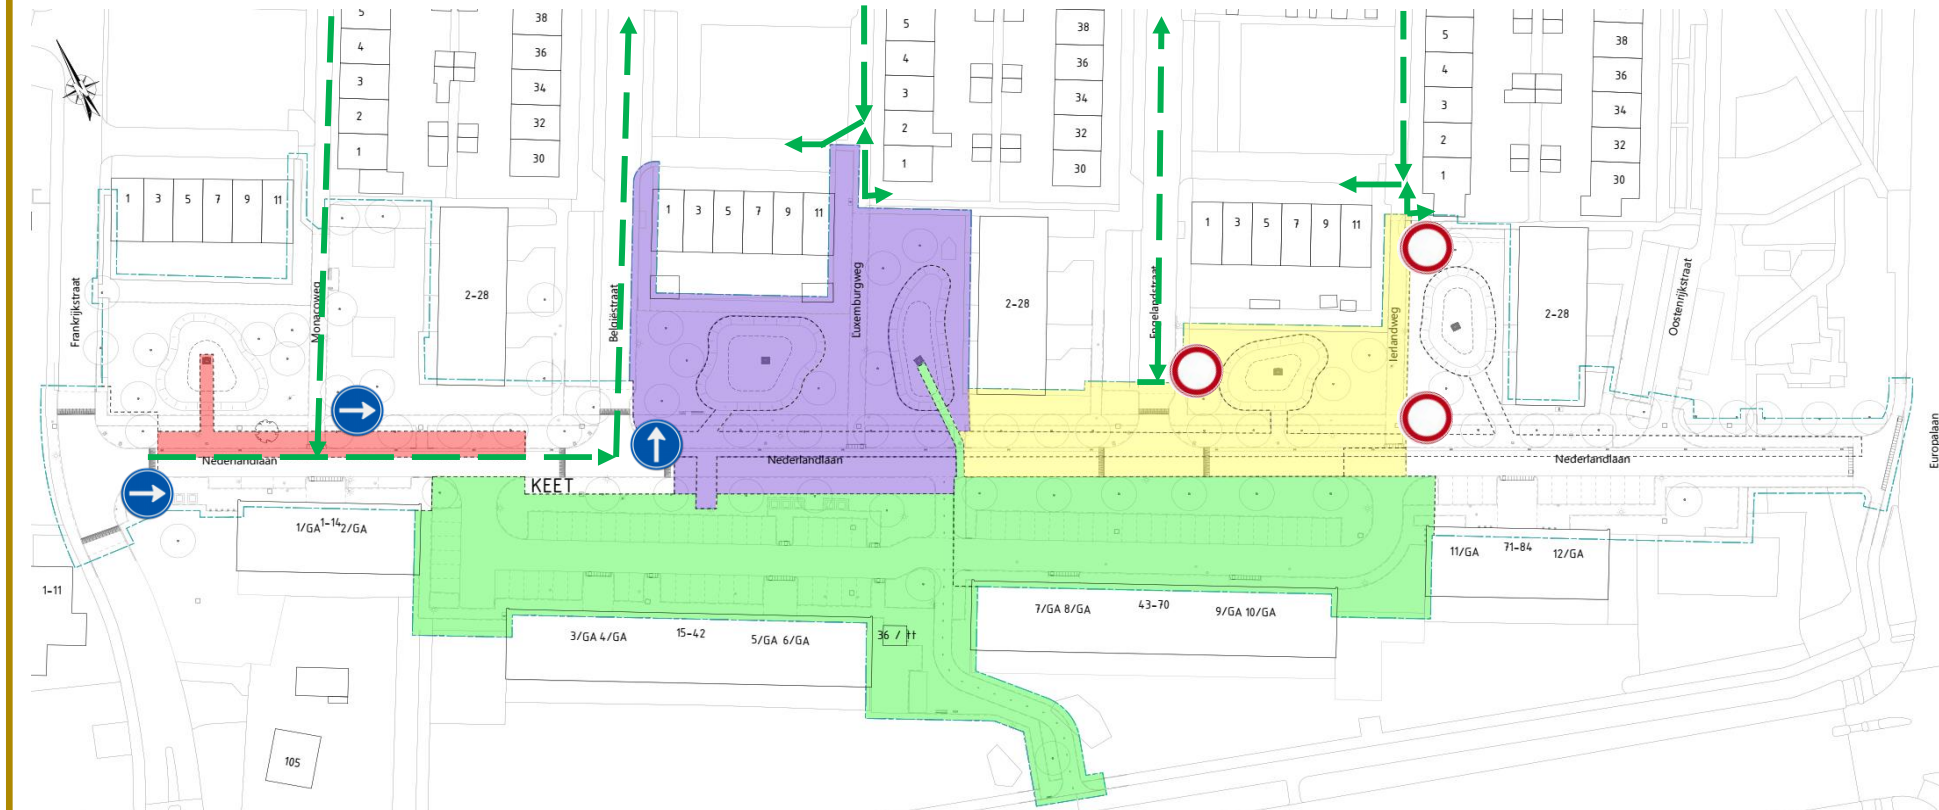 5
4
3
2
1
38
36
34
32
30
5
4
3
2
1
38
36
34
32
30
5
4
3
2
1
38
36
34
32
30
1 3 5 7 9 11
2-28
1 3 5 7 9 11
2-28
1 3 5 7 9 11
2-28
Frankrijkstraat
Monacoweg
Belgiëstraat
Luxemburgweg
Engelandstraat
Ierlandweg
Oostenrijkstraat
Europalaan
Nederlandlaan
Nederlandlaan
Nederlandlaan
KEET
1/GA 1-14 2/GA
3/GA 4/GA 15-42 5/GA 6/GA
36 / tt
7/GA 8/GA 43-70 9/GA 10/GA
11/GA 71-84 12/GA
1-11
105